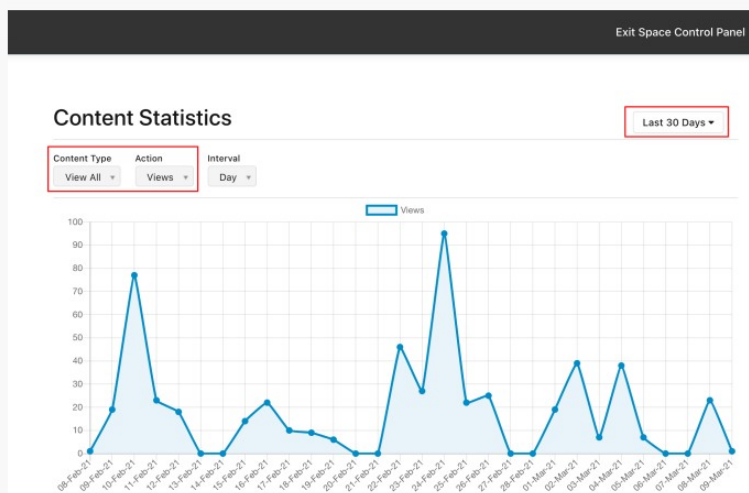 Exit Space Control Panel
Content Statistics
Last 30 Days
Content Type Action Interval
View All Views Day
Views
100
90
80
70
60
50
40
30
20
10
0
08-Feb-21 09-Feb-21 10-Feb-21 11-Feb-21 12-Feb-21 13-Feb-21 14-Feb-21 15-Feb-21 16-Feb-21 17-Feb-21 18-Feb-21 19-Feb-21 20-Feb-21 21-Feb-21 22-Feb-21 23-Feb-21 24-Feb-21 25-Feb-21 26-Feb-21 27-Feb-21 28-Feb-21 01-Mar-21 02-Mar-21 03-Mar-21 04-Mar-21 05-Mar-21 06-Mar-21 07-Mar-21 08-Mar-21 09-Mar-21